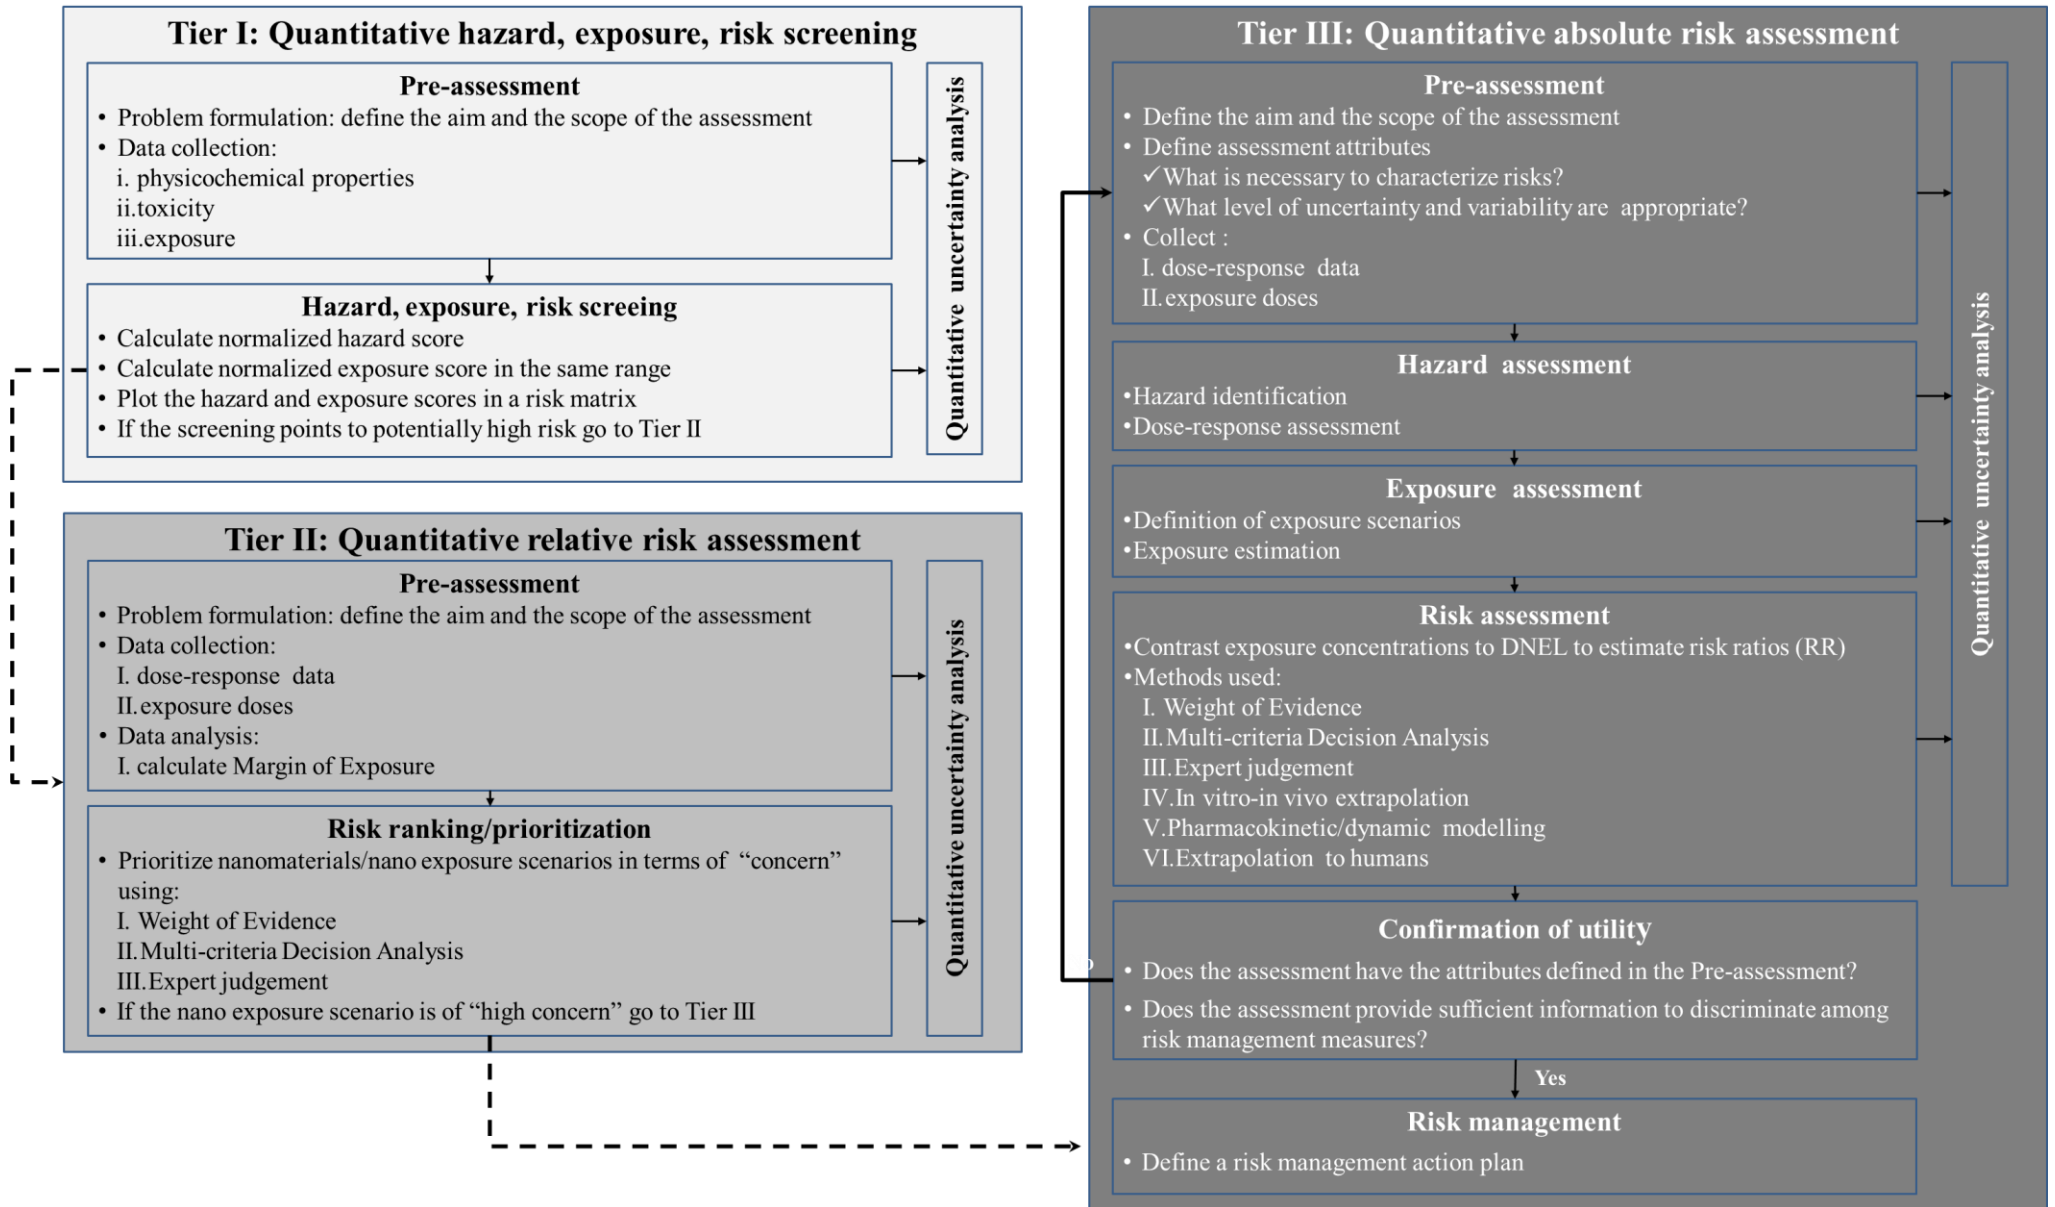 Tier I: Quantitative hazard, exposure, risk screening
Pre-assessment
• Problem formulation: define the aim and the scope of the assessment
• Data collection:
i. physicochemical properties
ii.toxicity
iii.exposure
Hazard, exposure, risk screeing
• Calculate normalized hazard score
• Calculate normalized exposure score in the same range
• Plot the hazard and exposure scores in a risk matrix
• If the screening points to potentially high risk go to Tier II
Quantitative uncertainty analysis
Tier II: Quantitative relative risk assessment
Pre-assessment
• Problem formulation: define the aim and the scope of the assessment
• Data collection:
I. dose-response data
II.exposure doses
• Data analysis:
I. calculate Margin of Exposure
Risk ranking/prioritization
• Prioritize nanomaterials/nano exposure scenarios in terms of “concern”
using:
I. Weight of Evidence
II.Multi-criteria Decision Analysis
III.Expert judgement
• If the nano exposure scenario is of “high concern” go to Tier III
Quantitative uncertainty analysis
Tier III: Quantitative absolute risk assessment
Pre-assessment
• Define the aim and the scope of the assessment
• Define assessment attributes
✓What is necessary to characterize risks?
✓What level of uncertainty and variability are appropriate?
• Collect :
I. dose-response data
II.exposure doses
Hazard assessment
•Hazard identification
•Dose-response assessment
Exposure assessment
•Definition of exposure scenarios
•Exposure estimation
Risk assessment
•Contrast exposure concentrations to DNEL to estimate risk ratios (RR)
•Methods used:
I. Weight of Evidence
II.Multi-criteria Decision Analysis
III.Expert judgement
IV.In vitro-in vivo extrapolation
V.Pharmacokinetic/dynamic modelling
VI.Extrapolation to humans
Quantitative uncertainty analysis
Confirmation of utility
• Does the assessment have the attributes defined in the Pre-assessment?
• Does the assessment provide sufficient information to discriminate among
risk management measures?
Yes
Risk management
• Define a risk management action plan